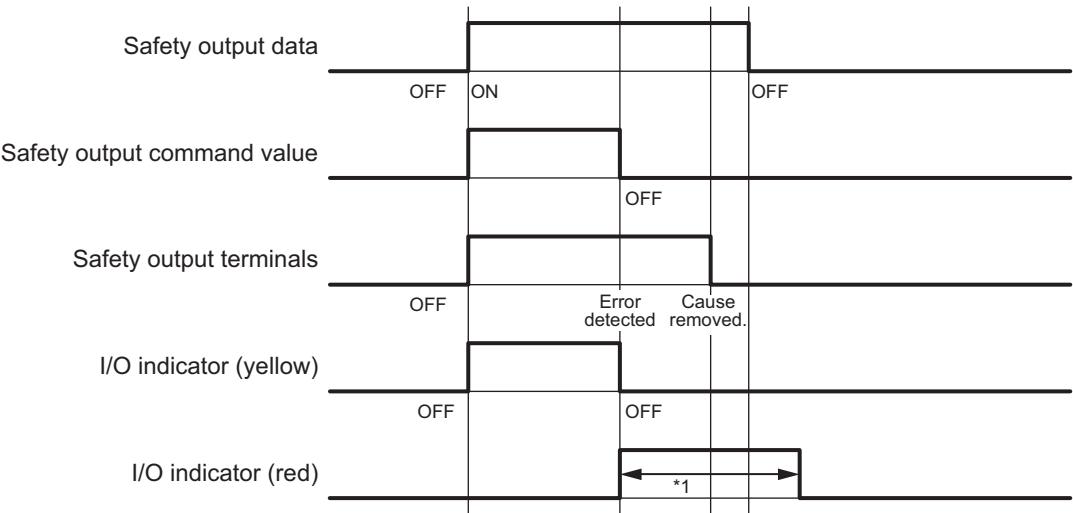 Safety output data
OFF ON OFF
Safety output command value
OFF
Safety output terminals
OFF
Error detected
Cause removed.
I/O indicator (yellow)
OFF OFF
I/O indicator (red)
*1